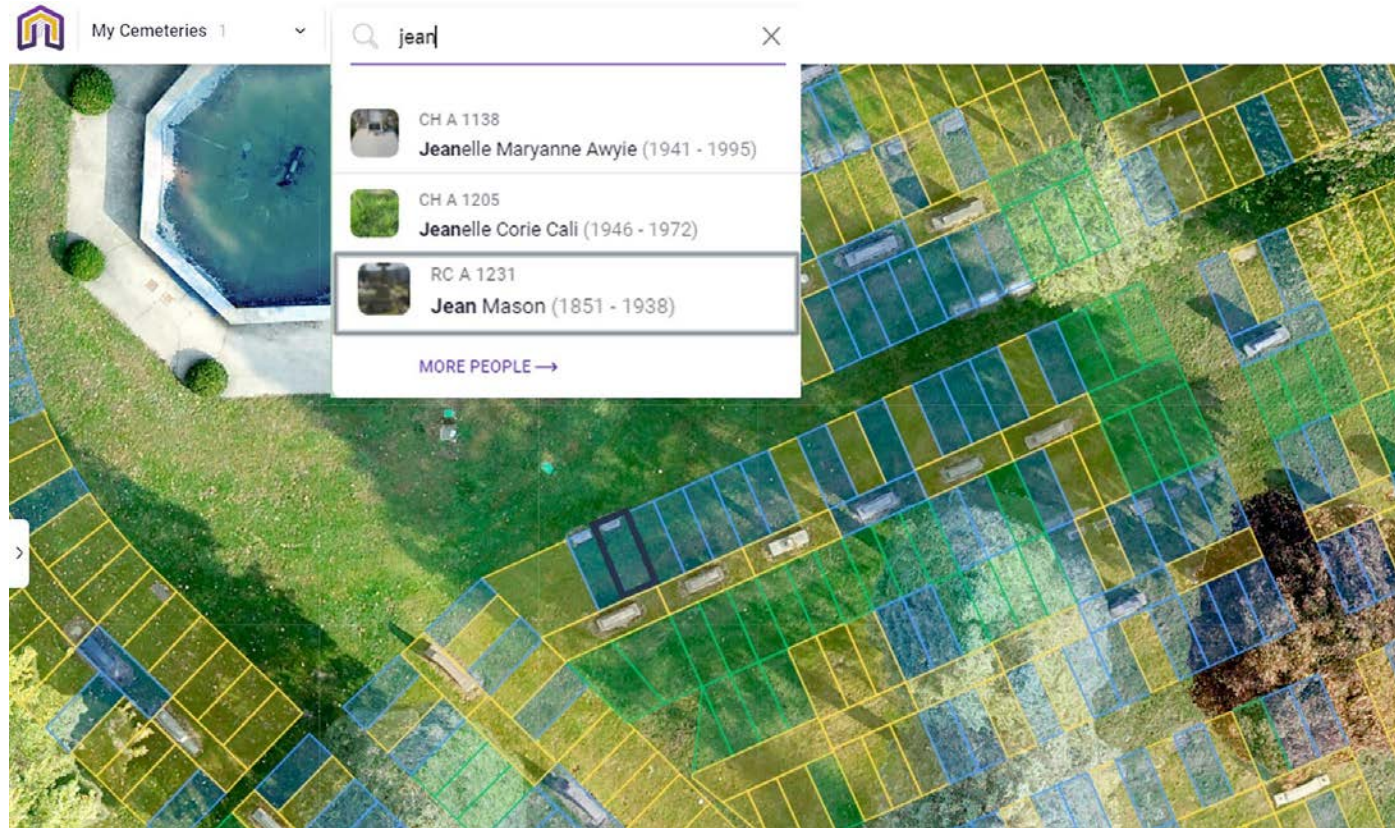 My Cemeteries 1
jean
CH A 1138
Jeanelle Maryanne Awyie (1941 - 1995)
CH A 1205
Jeanelle Corie Cali (1946 - 1972)
RC A 1231
Jean Mason (1851 - 1938)
MORE PEOPLE →